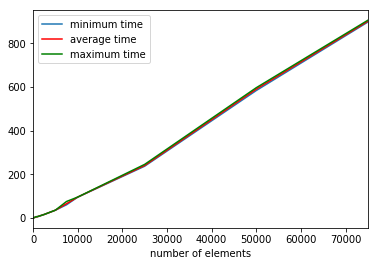 minimum time
average time
maximum time
800
600
400
200
0
0 10000 20000 30000 40000 50000 60000 70000
number of elements